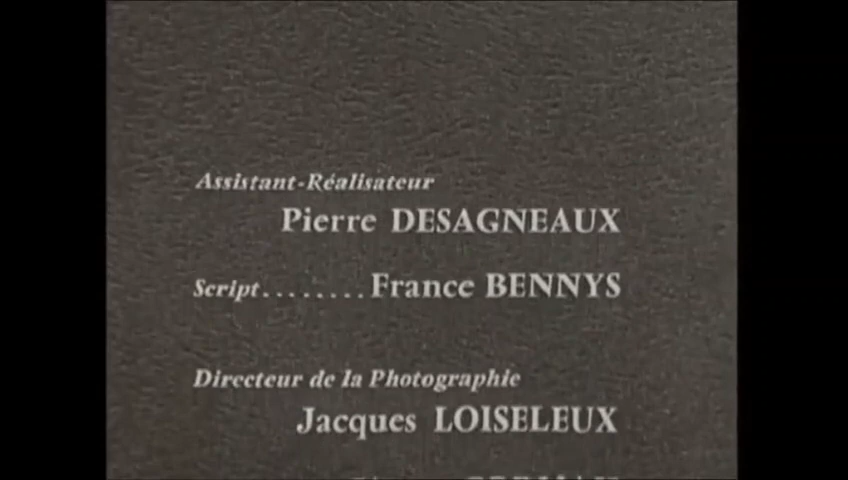 Assistant-Réalisateur
Pierre DESAGNEAUX
Script........France BENNYS
Directeur de la Photographie
Jacques LOISELEUX